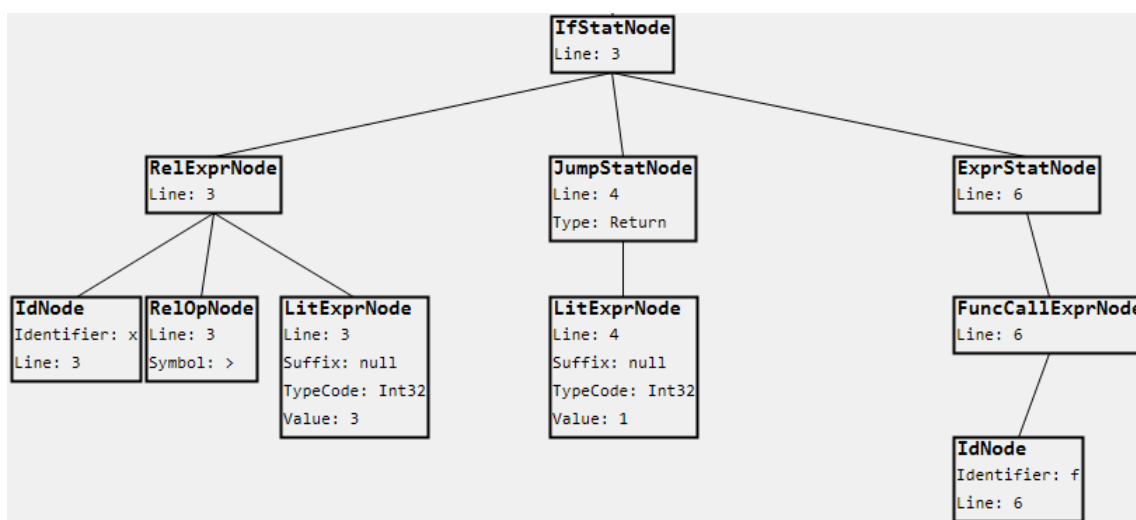 IfStatNode
Line: 3
RelExprNode
Line: 3
JumpStatNode
Line: 4
Type: Return
ExprStatNode
Line: 6
IdNode
Identifier: x
Line: 3
RelOpNode
Line: 3
Symbol: >
LitExprNode
Line: 3
Suffix: null
TypeCode: Int32
Value: 3
LitExprNode
Line: 4
Suffix: null
TypeCode: Int32
Value: 1
FuncCallExprNode
Line: 6
IdNode
Identifier: f
Line: 6